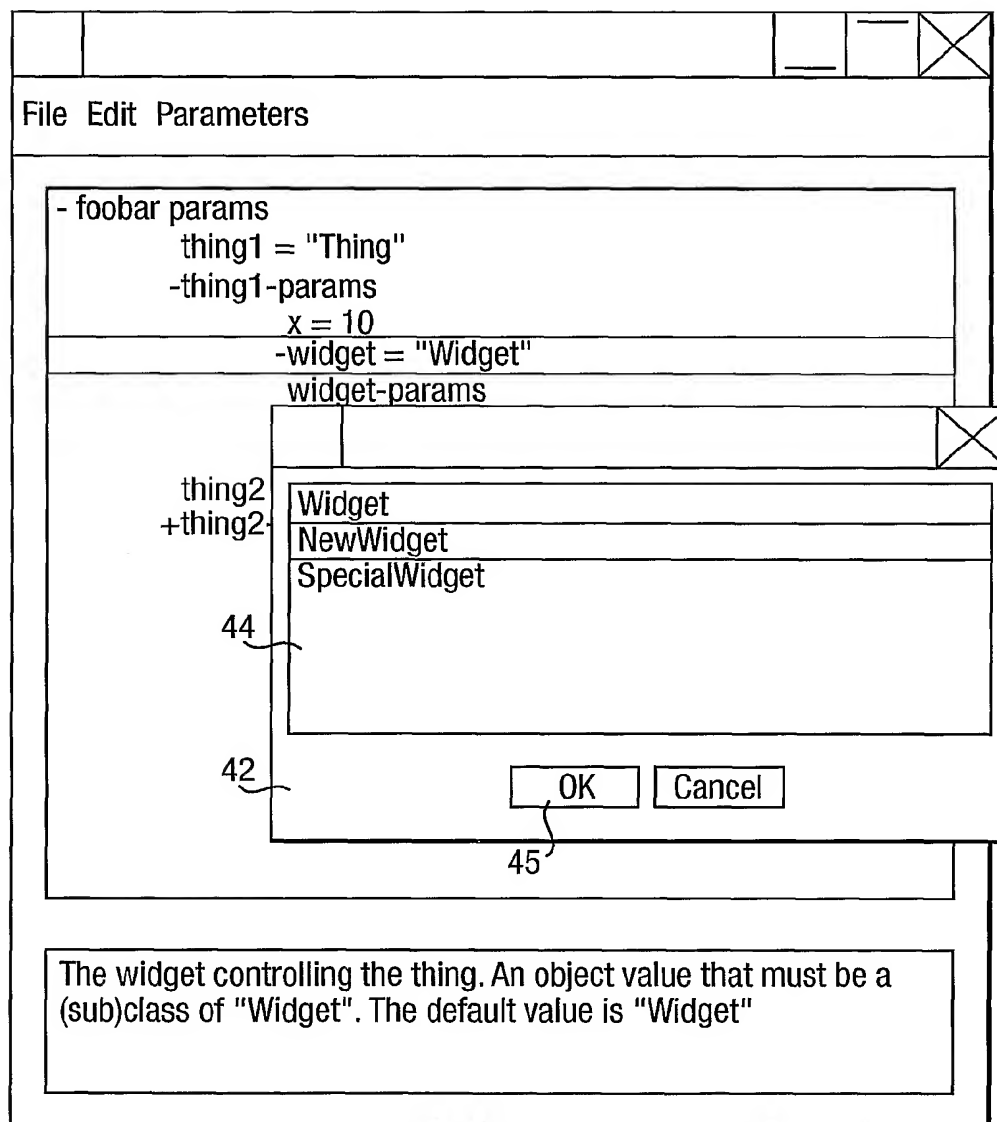 File Edit Parameters
- foobar params
thing1 = "Thing"
-thing1-params
x = 10
-widget = "Widget"
widget-params
thing2
+thing2-
Widget
NewWidget
SpecialWidget
44
42
OK Cancel
45
The widget controlling the thing. An object value that must be a
(sub)class of "Widget". The default value is "Widget"